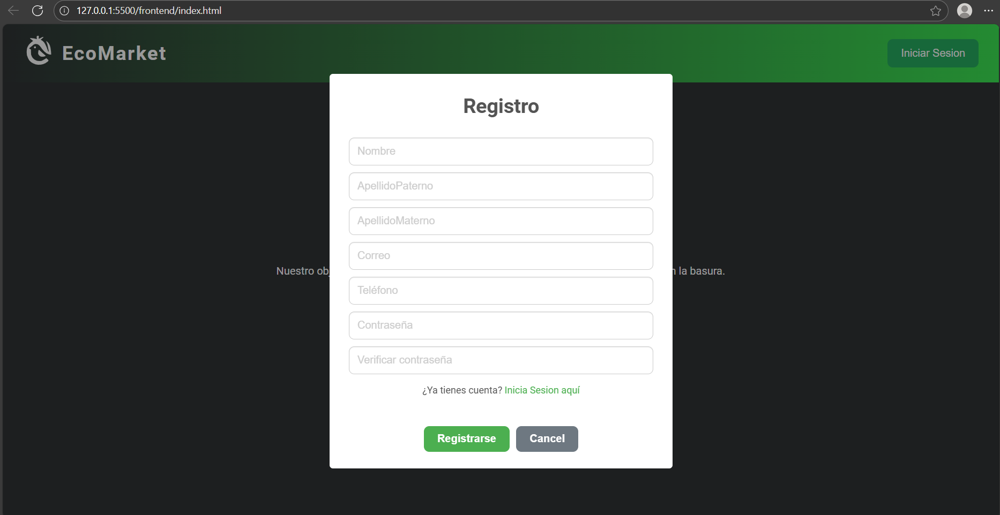 127.0.0.1:5500/frontend/index.html
EcoMarket
Iniciar Sesion
Registro
Nombre
ApellidoPaterno
ApellidoMaterno
Correo
Nuestro
la basura.
Teléfono
Contraseña
Verificar contraseña
¿Ya tienes cuenta? Inicia Sesion aquí
Registrarse
Cancel